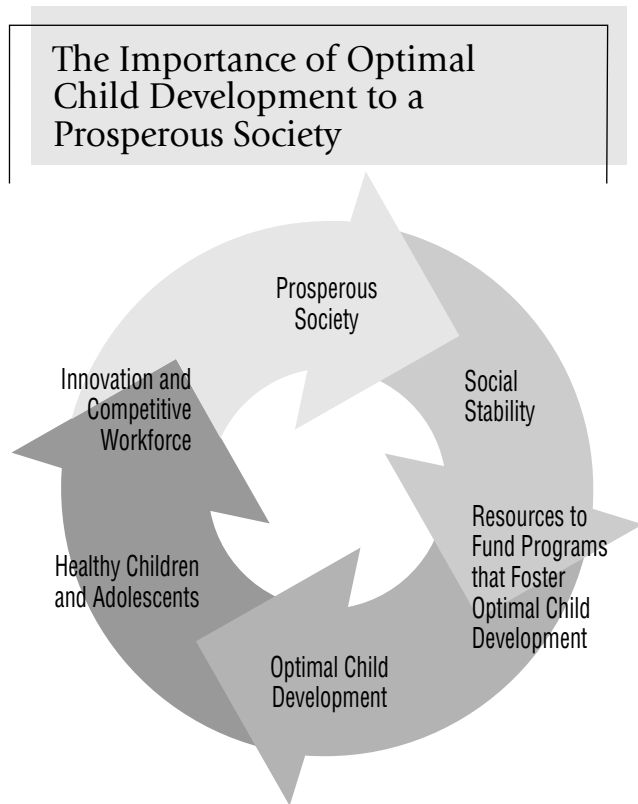 The Importance of Optimal
Child Development to a
Prosperous Society
Prosperous
Society
Social
Stability
Resources to
Fund Programs
that Foster
Optimal Child
Development
Optimal Child
Development
Healthy Children
and Adolescents
Innovation and
Competitive
Workforce